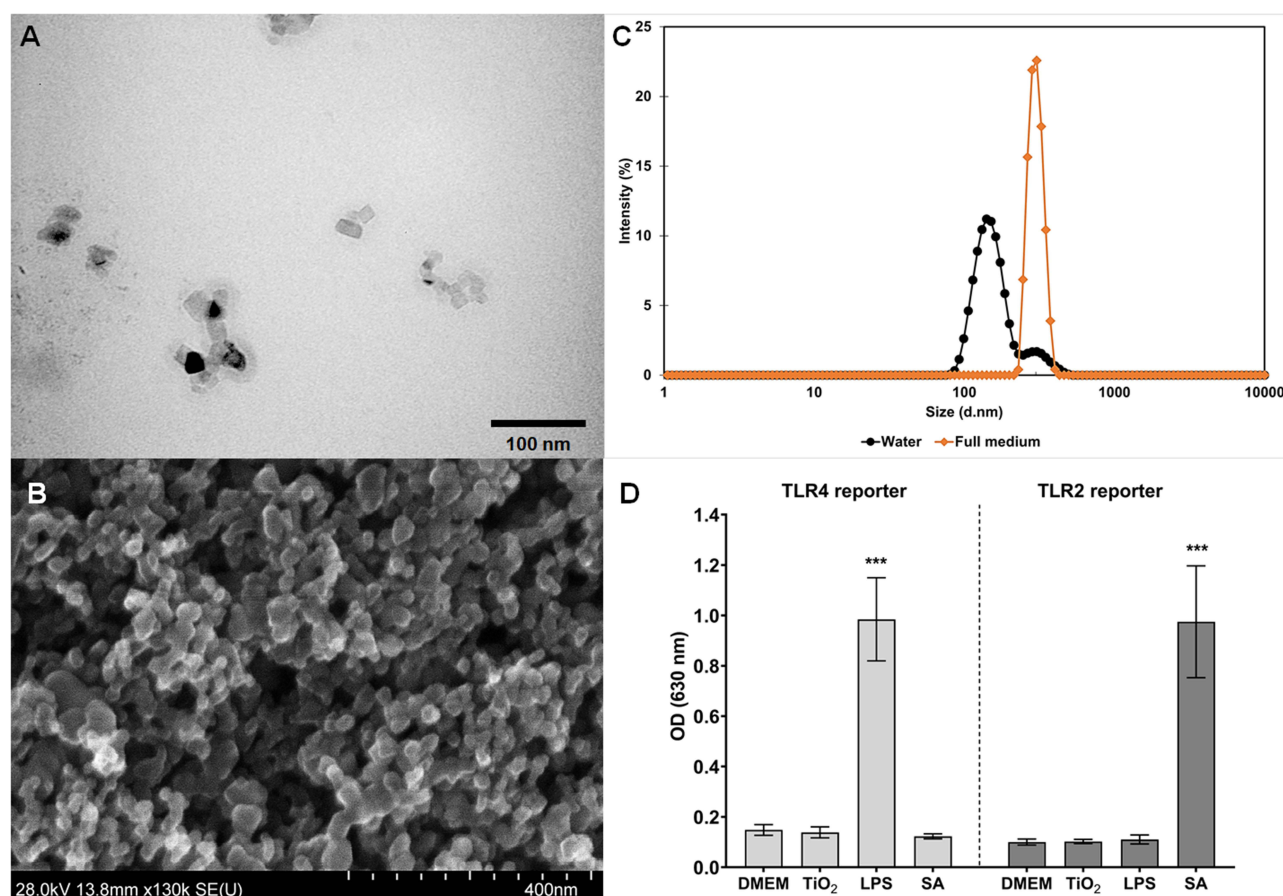 A
100 nm
B
28.0kV 13.8mm x130k SE(U)
400nm
C
25
20
15
10
5
0
Intensity (%)
1
10
100
1000
10000
Size (d.nm)
Water
Full medium
D
TLR4 reporter
TLR2 reporter
1.4
1.2
1.0
0.8
0.6
0.4
0.2
0.0
OD (630 nm)
***
***
DMEM TiO₂ LPS SA DMEM TiO₂ LPS SA